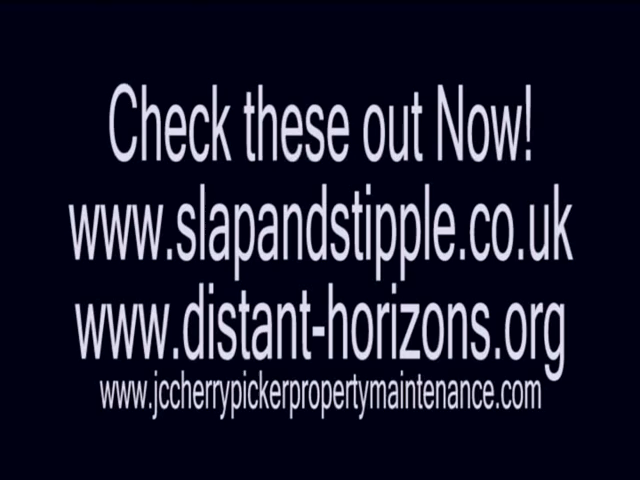 Check these out Now!
www.slapandstipple.co.uk
www.distant-horizons.org
www.jccherrypickerpropertymaintenance.com